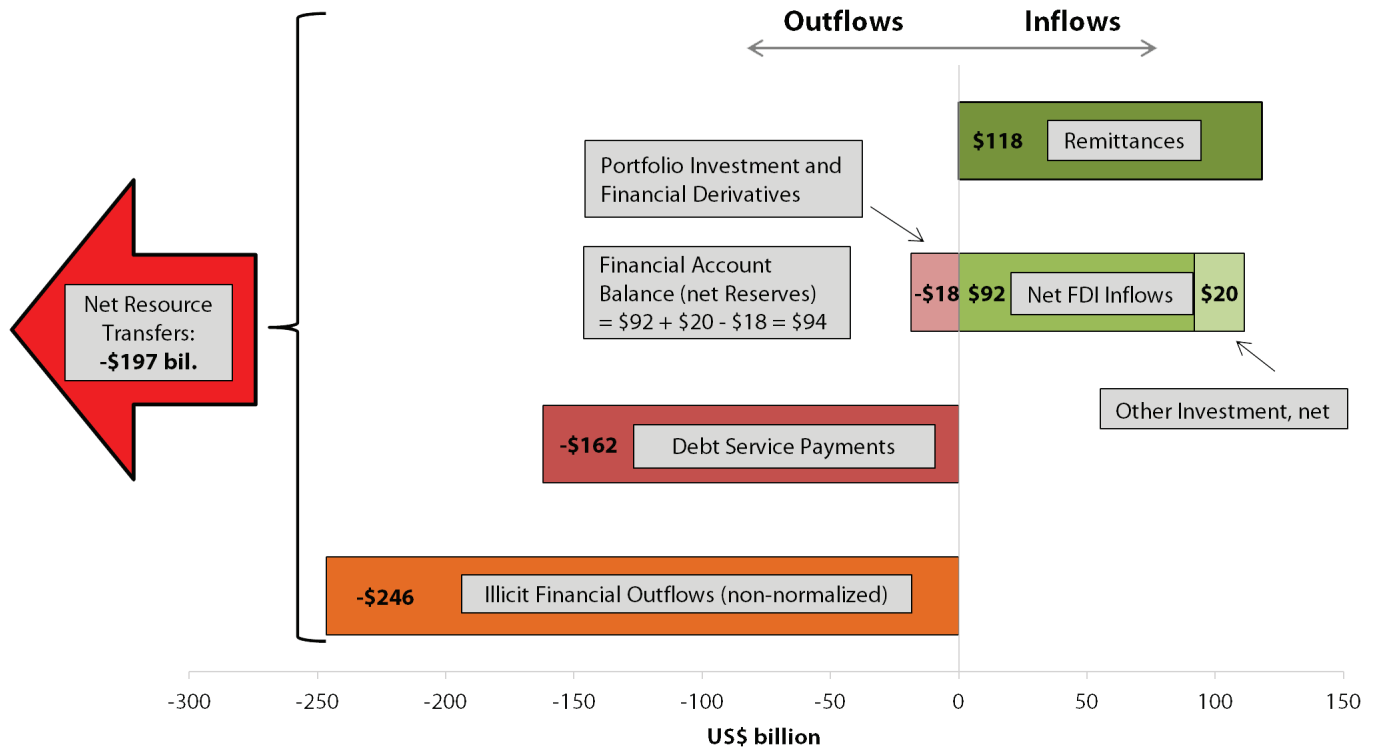 Outflows
Inflows
$118
Remittances
Portfolio Investment and
Financial Derivatives
Financial Account
Balance (net Reserves)
= $92 + $20 - $18 = $94
-$18
$92
Net FDI Inflows
$20
Other Investment, net
Net Resource
Transfers:
-$197 bil.
-$162
Debt Service Payments
-$246
Illicit Financial Outflows (non-normalized)
-300
-250
-200
-150
-100
-50
0
50
100
150
US$ billion